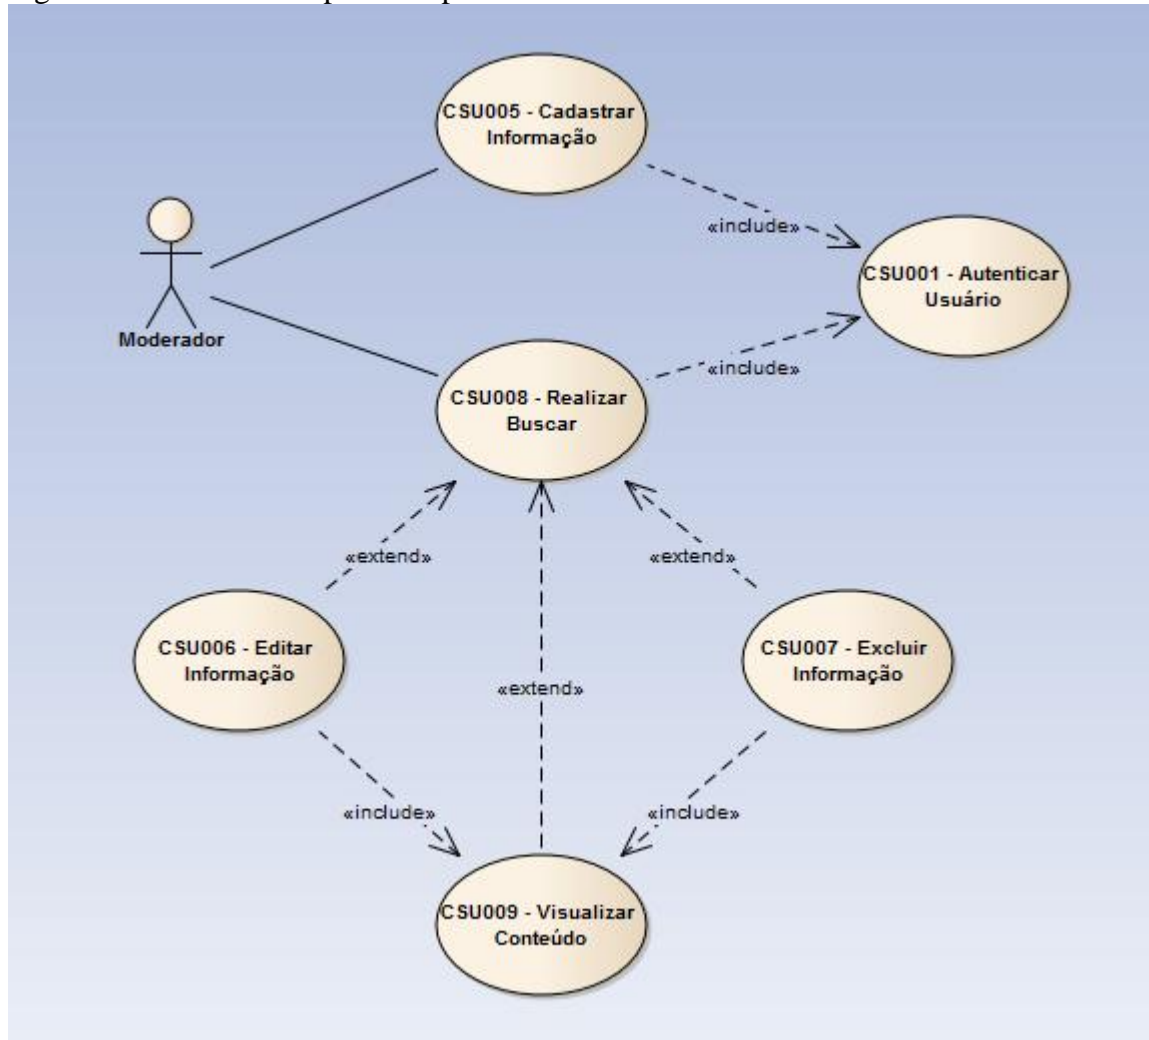 CSU005 - Cadastrar
Informação
«include»
CSU001 - Autenticar
Usuário
Moderador
«include»
CSU008 - Realizar
Buscar
«extend»
«extend»
CSU006 - Editar
Informação
CSU007 - Excluir
Informação
«extend»
«include»
«include»
CSU009 - Visualizar
Conteúdo